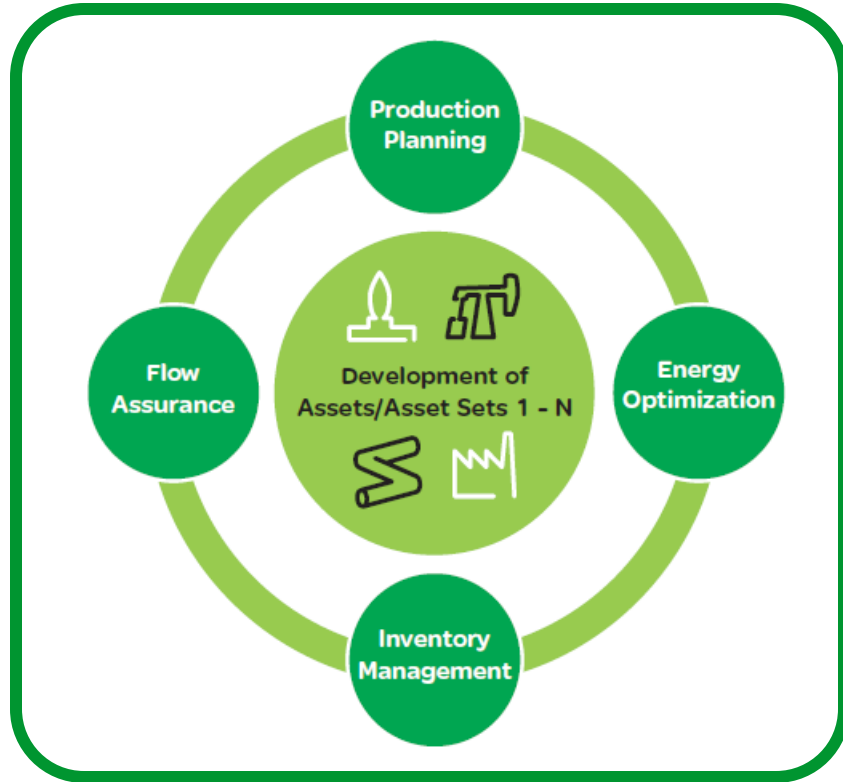 Production
Planning
Flow
Assurance
Development of
Assets/Asset Sets 1 - N
Energy
Optimization
Inventory
Management